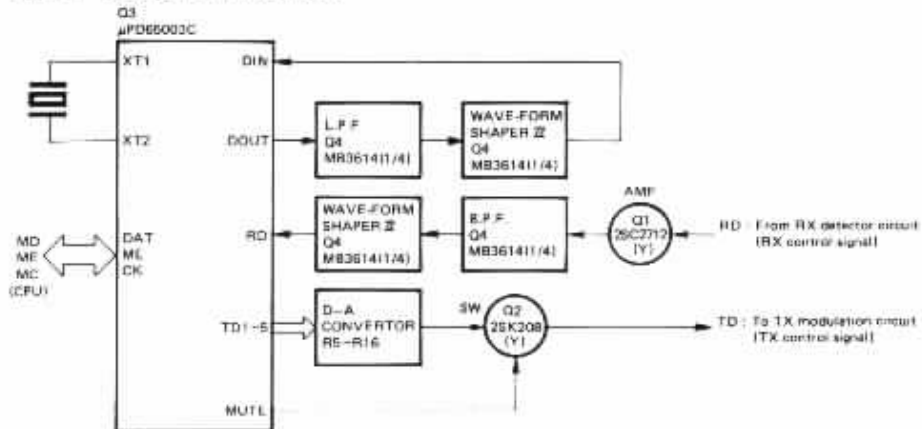 Q3
μPD65003C
XT1
XT2
DIN
DOUT
RD
DAT
ME
CK
TD1-5
MUTE
MD
ME
MC
(CPU)
L.P.F
Q4
MB3614(1/4)
WAVE-FORM
SHAPER II
Q4
MB3614(1/4)
WAVE-FORM
SHAPER II
Q4
MB3614(1/4)
B.P.F.
Q4
MB3614(1/4)
AMP
Q1
2SC2712
(Y)
RD : From RX detector circuit
(RX control signal)
D-A
CONVERTOR
R5-R16
SW
Q2
2SK208
(Y)
TD : To TX modulation circuit
(TX control signal)